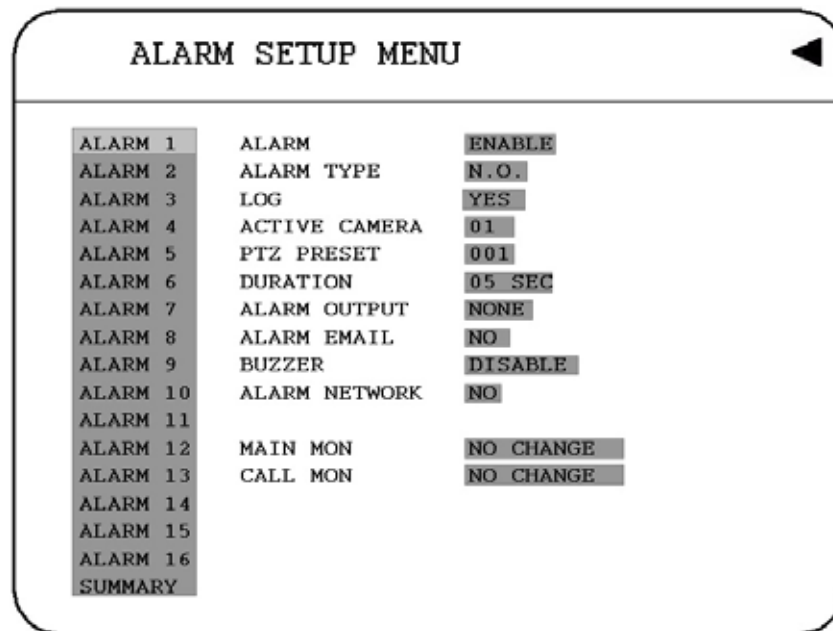 ALARM SETUP MENU
ALARM 1 ALARM ENABLE
ALARM 2 ALARM TYPE N.O.
ALARM 3 LOG YES
ALARM 4 ACTIVE CAMERA 01
ALARM 5 PTZ PRESET 001
ALARM 6 DURATION 05 SEC
ALARM 7 ALARM OUTPUT NONE
ALARM 8 ALARM EMAIL NO
ALARM 9 BUZZER DISABLE
ALARM 10 ALARM NETWORK NO
ALARM 11
ALARM 12 MAIN MON NO CHANGE
ALARM 13 CALL MON NO CHANGE
ALARM 14
ALARM 15
ALARM 16
SUMMARY